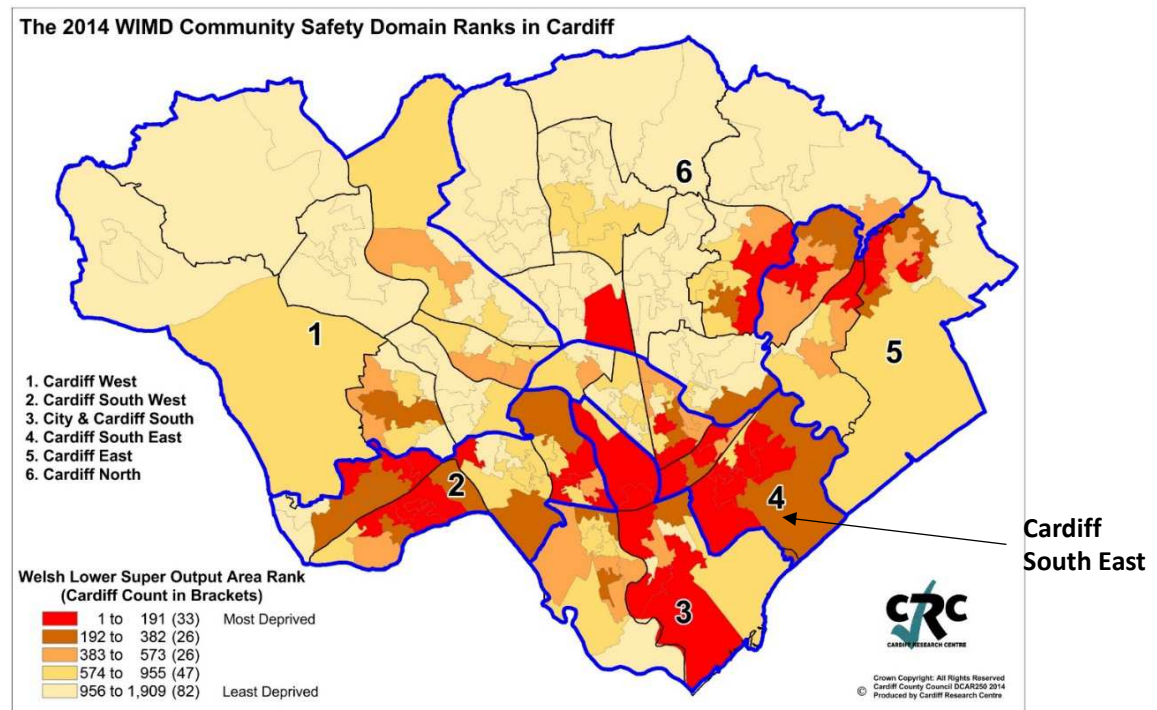 The 2014 WIMD Community Safety Domain Ranks in Cardiff
6
1
5
1. Cardiff West
2. Cardiff South West
3. City & Cardiff South
4. Cardiff South East
5. Cardiff East
6. Cardiff North
2
4
Cardiff
South East
Welsh Lower Super Output Area Rank
(Cardiff Count in Brackets)
1 to 191 (33) Most Deprived
192 to 382 (26)
383 to 573 (26)
574 to 955 (47)
956 to 1,909 (82) Least Deprived
3
CRC
CARDIFF RESEARCH CENTRE
Crown Copyright: All Rights Reserved
Cardiff County Council DCAR250 2014
© Produced by Cardiff Research Centre